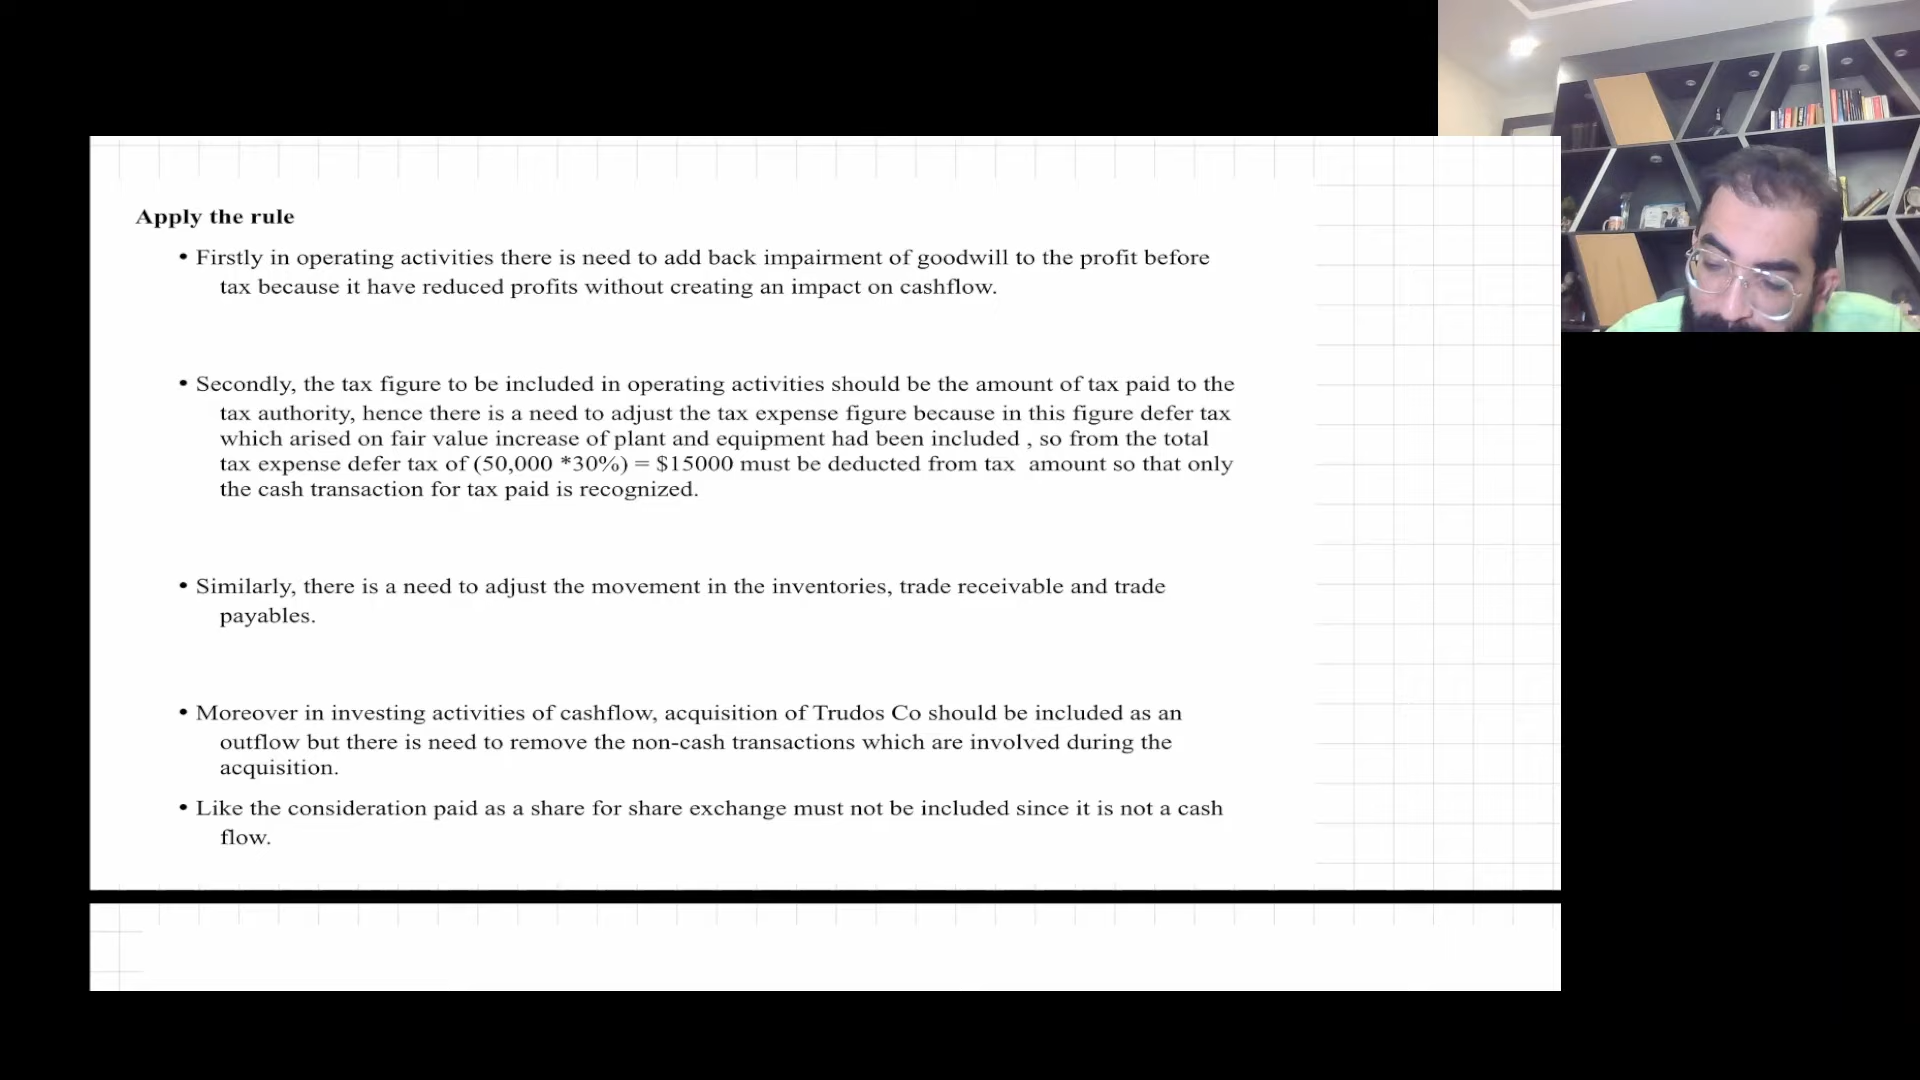 Apply the rule
• Firstly in operating activities there is need to add back impairment of goodwill to the profit before
tax because it have reduced profits without creating an impact on cashflow.
• Secondly, the tax figure to be included in operating activities should be the amount of tax paid to the
tax authority, hence there is a need to adjust the tax expense figure because in this figure defer tax
which arised on fair value increase of plant and equipment had been included , so from the total
tax expense defer tax of (50,000 *30%) = $15000 must be deducted from tax  amount so that only
the cash transaction for tax paid is recognized.
• Similarly, there is a need to adjust the movement in the inventories, trade receivable and trade
payables.
• Moreover in investing activities of cashflow, acquisition of Trudos Co should be included as an
outflow but there is need to remove the non-cash transactions which are involved during the
acquisition.
• Like the consideration paid as a share for share exchange must not be included since it is not a cash
flow.